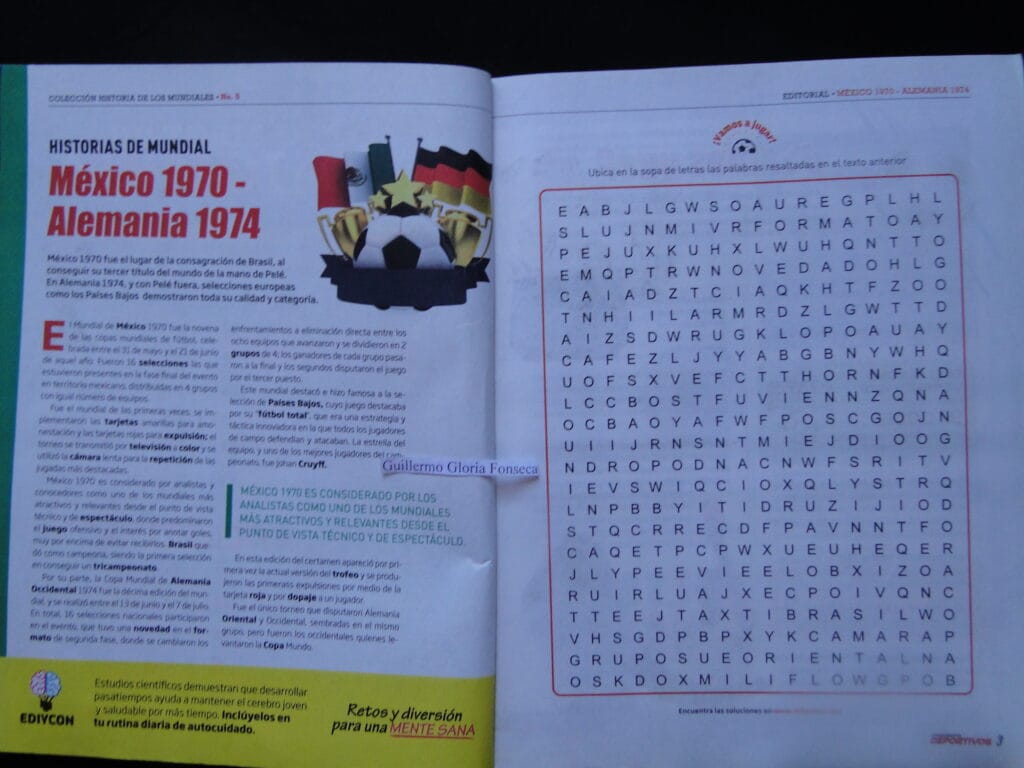 COLECCIÓN HISTORIA DE LOS MUNDIALES • No. 5
HISTORIAS DE MUNDIAL
México 1970 -
Alemania 1974
México 1970 fue el lugar de la consagración de Brasil, al
conseguir su tercer título del mundo de la mano de Pelé.
En Alemania 1974, y con Pelé fuera, selecciones europeas
como los Países Bajos demostraron toda su calidad y categoría.
El Mundial de México 1970 fue la novena
de las copas mundiales de fútbol, cele-
brada entre el 31 de mayo y el 21 de junio
de aquel año. Fueron 16 selecciones las que
estuvieron presentes en la fase final del evento
en territorio mexicano, distribuidas en 4 grupos
con igual número de equipos.
Fue el mundial de las primeras veces, se im-
plementaron las tarjetas amarillas para amo-
nestación y las tarjetas rojas para expulsión; el
torneo se transmitió por televisión a color y se
utilizó la cámara lenta para la repetición de las
jugadas más destacadas.
México 1970 es considerado por analistas y
conocedores como uno de los mundiales más
atractivos y relevantes desde el punto de vista
técnico y de espectáculo, donde predominaron
el juego ofensivo y el interés por anotar goles,
muy por encima de evitar recibirlos. Brasil que-
dó como campeona, siendo la primera selección
en conseguir un tricampeonato.
Por su parte, la Copa Mundial de Alemania
Occidental 1974 fue la décima edición del mun-
dial, y se realizó entre el 13 de junio y el 7 de julio.
En total, 16 selecciones nacionales participaron
en el evento, que tuvo una novedad en el for-
mato de segunda fase, donde se cambiaron los
enfrentamientos a eliminación directa entre los
ocho equipos que avanzaron y se dividieron en 2
grupos de 4; los ganadores de cada grupo pasa-
ron a la final y los segundos disputaron el juego
por el tercer puesto.
Este mundial destacó e hizo famosa a la se-
lección de Países Bajos, cuyo juego destacaba
por su "fútbol total", que era una estrategia y
táctica innovadora en la que todos los jugadores
de campo defendían y atacaban. La estrella del
equipo, y uno de los mejores jugadores del cam-
peonato, fue Johan Cruyff.
Guillermo Gloria Fonseca
MÉXICO 1970 ES CONSIDERADO POR LOS
ANALISTAS COMO UNO DE LOS MUNDIALES
MÁS ATRACTIVOS Y RELEVANTES DESDE EL
PUNTO DE VISTA TÉCNICO Y DE ESPECTÁCULO.
En esta edición del certamen apareció por pri-
mera vez la actual versión del trofeo y se produ-
jeron las primeras expulsiones por medio de la
tarjeta roja y por dopaje a un jugador.
Fue el único torneo que disputaron Alemania
Oriental y Occidental, sembradas en el mismo
grupo, pero fueron los occidentales quienes le-
vantaron la Copa Mundo.
EDIYCON
Estudios científicos demuestran que desarrollar
pasatiempos ayuda a mantener el cerebro joven
y saludable por más tiempo. Inclúyelos en
tu rutina diaria de autocuidado.
Retos y diversión
para una MENTE SANA
EDITORIAL • MÉXICO 1970 - ALEMANIA 1974
¡Vamos a jugar!
Ubica en la sopa de letras las palabras resaltadas en el texto anterior
E A B J L G W S O A U R E G P L H L
S L U J N M I V R F O R M A T O A Y
P E J U X K U H X L W U H Q N T T O
E M Q P T R W N O V E D A D O H L G
C A I A D Z T C I A Q K H T F Z O O
T N H I I L A R M R D Z L G W T T D
A I Z S D W R U G K L O P O A U A Y
C A F E Z L J Y Y A B G B N Y W H Q
U O F S X V E F C T T H O R N F K D
L C C B O S T F U V I E N N Z Q N A
O C B A O Y A F W F P O S C G O J N
U I I J R N S N T M I E J D I O O G
N D R O P O D N A C N W F S R I T V
I E V S W I Q C I O X Q L Y S T R Q
L N P B B Y I T I D R U Z I J I O D
S T Q C R R E C D F P A V N N T F O
C A Q E T P C P W X U E U H E Q E R
J L Y P E E V I E E L O B X I Z O A
R U I R L U A J X E C P O I V Q N C
T T E E J T A X T I B R A S I L W O
V H S G D P B P X Y K C A M A R A P
G R U P O S U E O R I E N T A L N A
O S K D O X M I L I F L O W G P O B
Encuentra las soluciones en
DEPORTIVOS 3